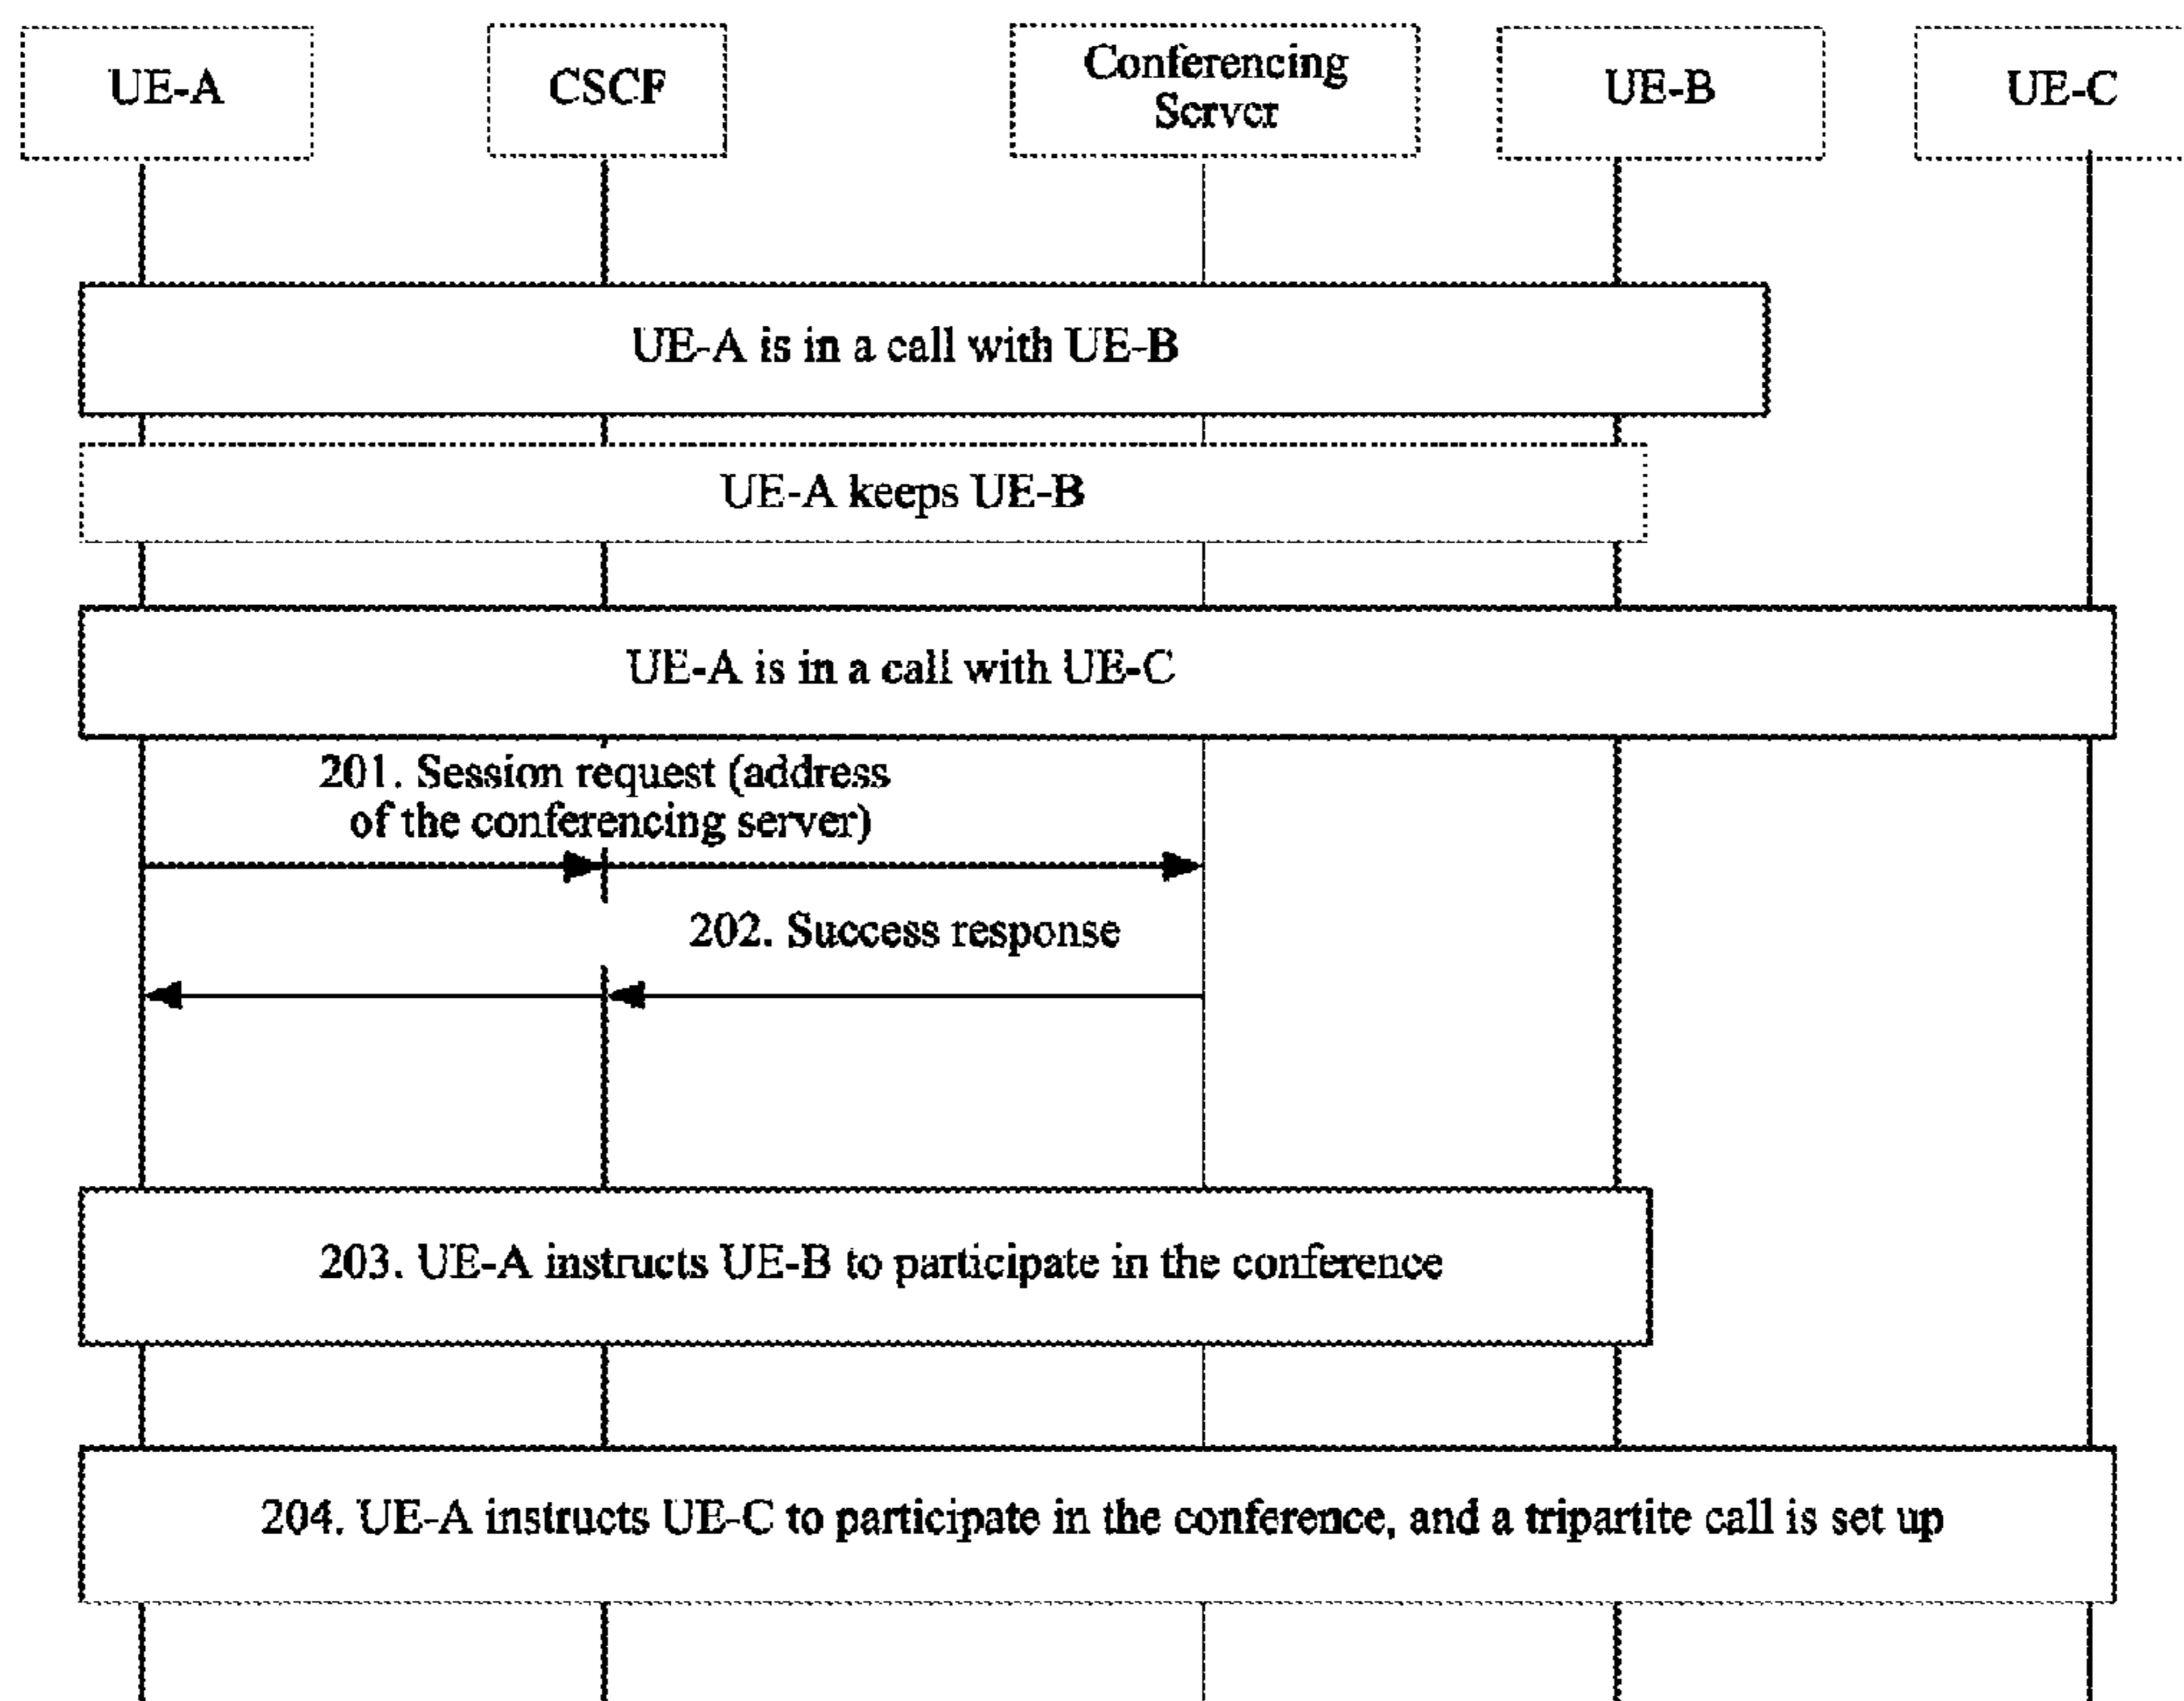 UE-A
CSCF
Conferencing
Server
UE-B
UE-C
UE-A is in a call with UE-B
UE-A keeps UE-B
UE-A is in a call with UE-C
201. Session request (address
of the conferencing server)
202. Success response
203. UE-A instructs UE-B to participate in the conference
204. UE-A instructs UE-C to participate in the conference, and a tripartite call is set up